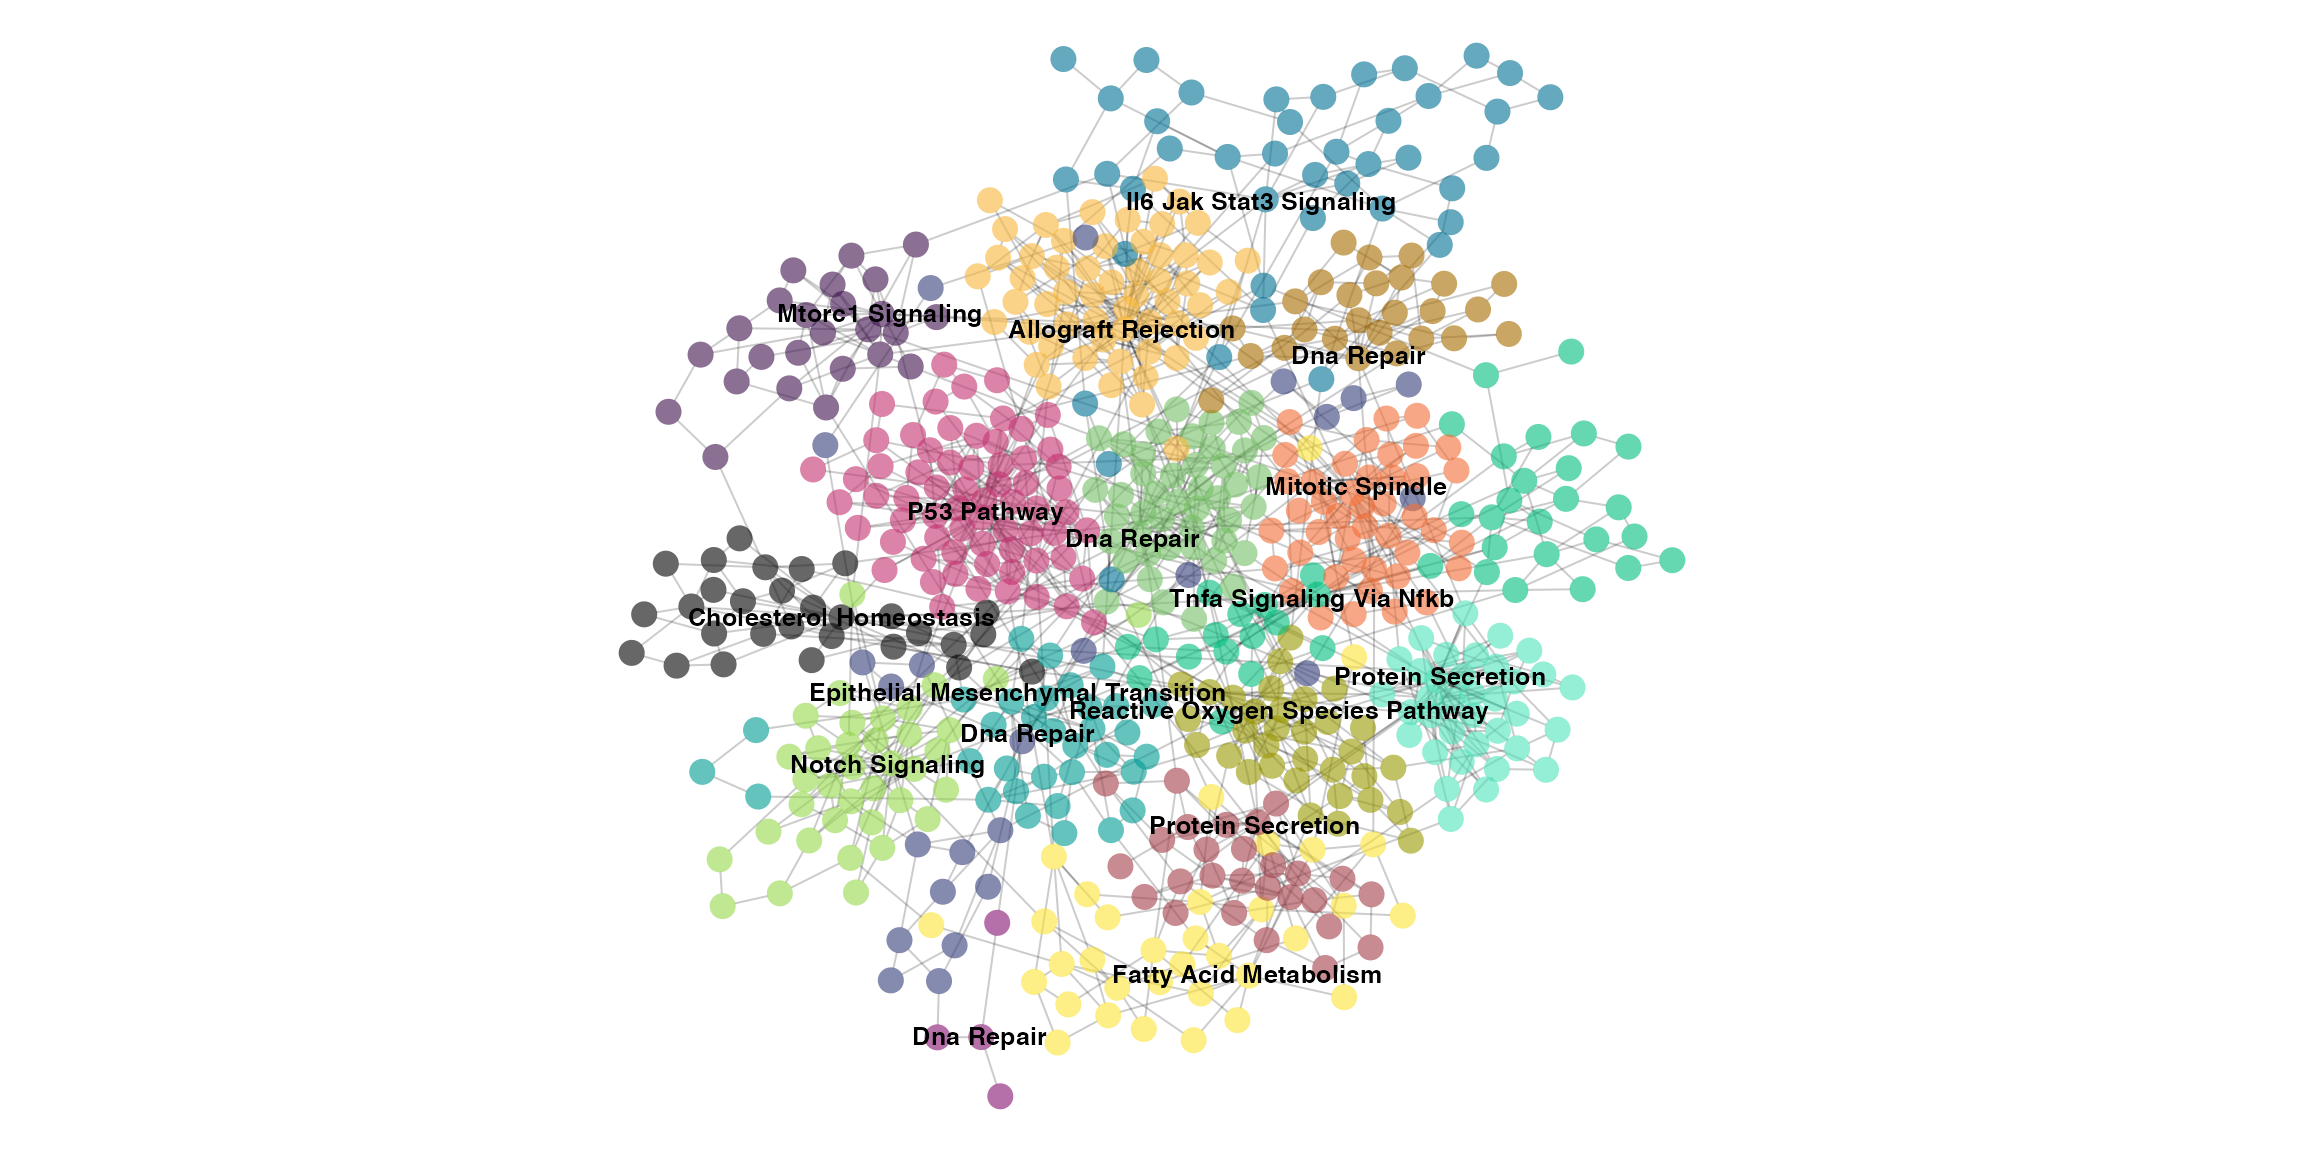 Il6 Jak Stat3 Signaling
Mtorc1 Signaling
Allograft Rejection
Dna Repair
Mitotic Spindle
P53 Pathway
Dna Repair
Tnfa Signaling Via Nfkb
Cholesterol Homeostasis
Protein Secretion
Epithelial Mesenchymal Transition
Reactive Oxygen Species Pathway
Dna Repair
Notch Signaling
Protein Secretion
Fatty Acid Metabolism
Dna Repair